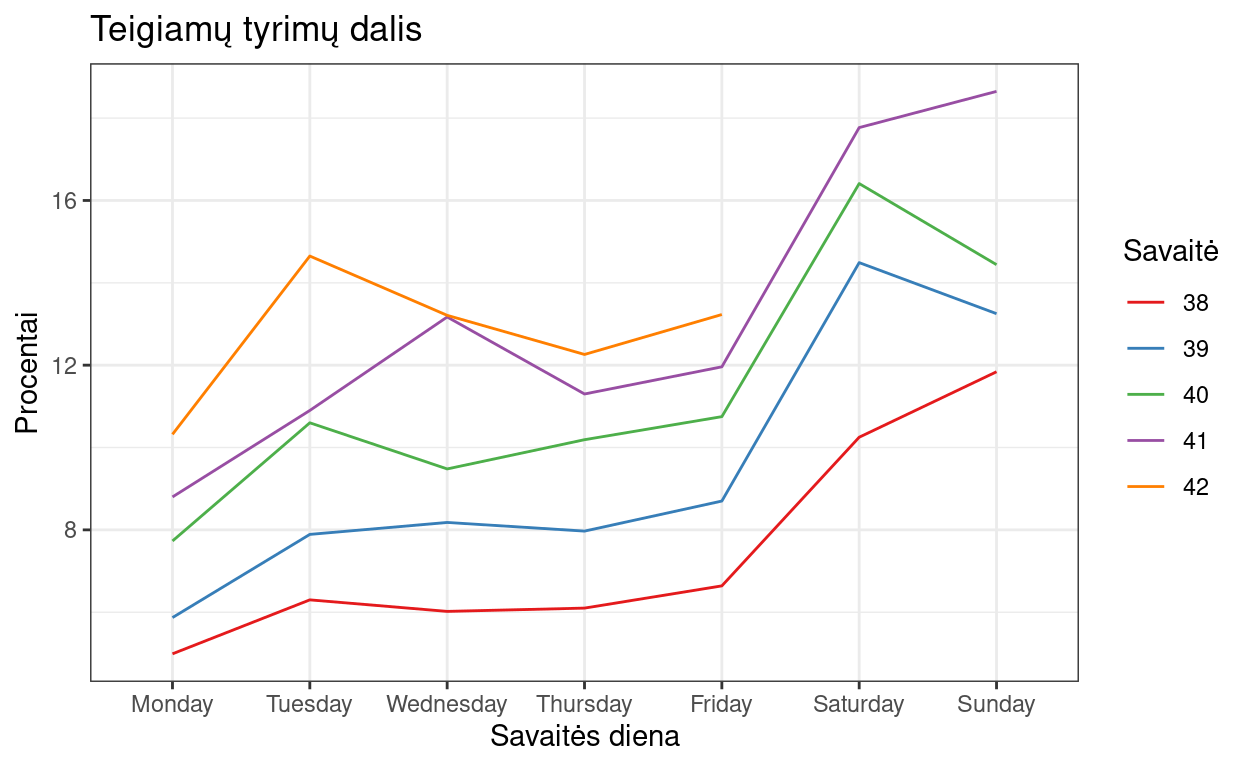 Teigiamų tyrimų dalis
Procentai
16
12
8
Monday Tuesday Wednesday Thursday Friday Saturday Sunday
Savaitės diena
Savaitė
38
39
40
41
42